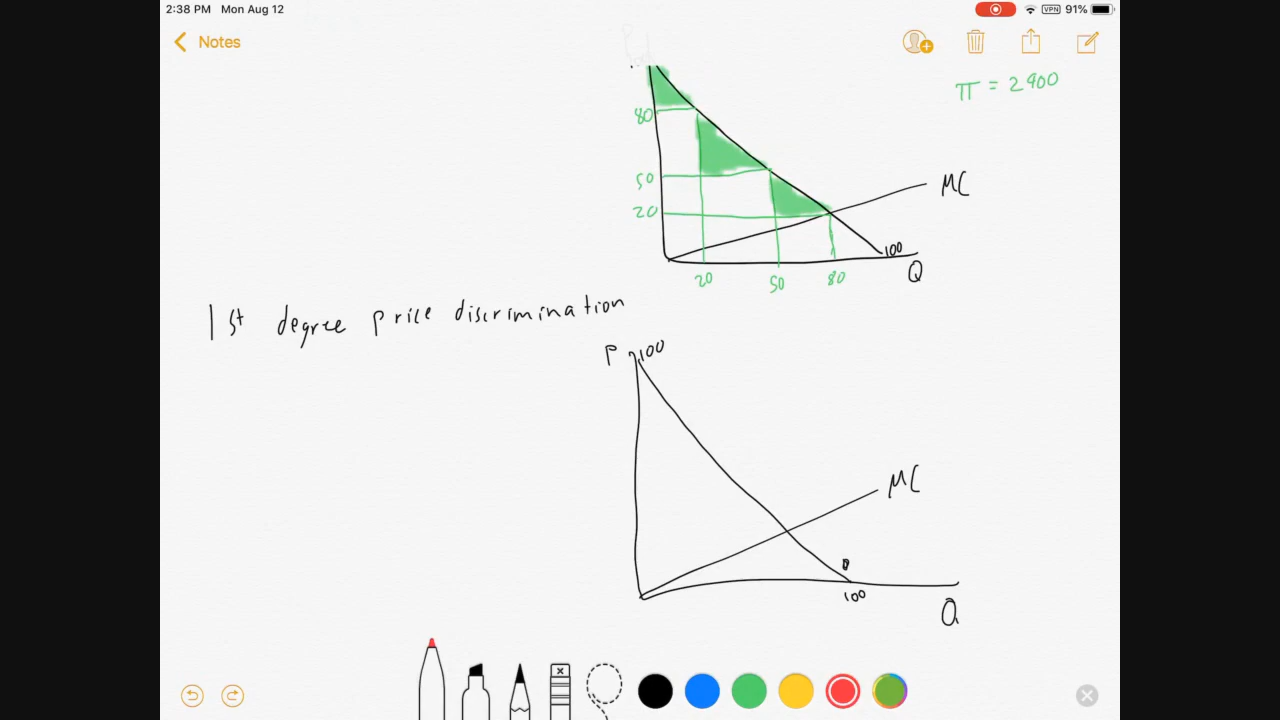 2:38 PM Mon Aug 12
VPN 91%
Notes
π = 2900
80
50
20
MC
100
Q
20
50
80
1st degree price discrimination
P
100
MC
D
100
Q